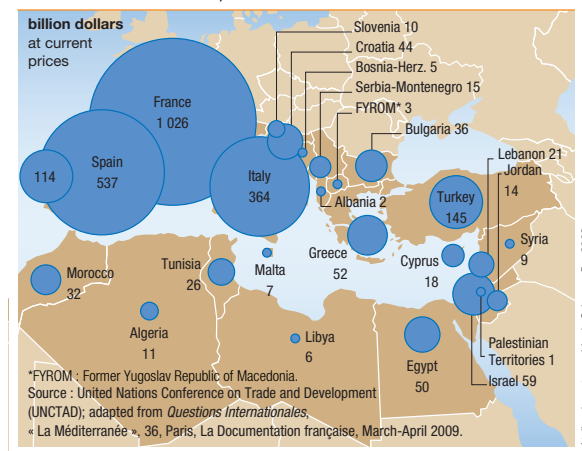 billion dollars
at current
prices
Slovenia 10
Croatia 44
Bosnia-Herz. 5
Serbia-Montenegro 15
FYROM* 3
Bulgaria 36
France
1 026
Spain
537
114
Italy
364
Albania 2
Turkey
145
Lebanon 21
Jordan
14
Syria
9
Greece
52
Cyprus
18
Malta
7
Tunisia
26
Morocco
32
Algeria
11
Libya
6
Egypt
50
Palestinian
Territories 1
Israel 59
*FYROM : Former Yugoslav Republic of Macedonia.
Source : United Nations Conference on Trade and Development
(UNCTAD); adapted from Questions Internationales,
« La Méditerranée », 36, Paris, La Documentation française, March-April 2009.